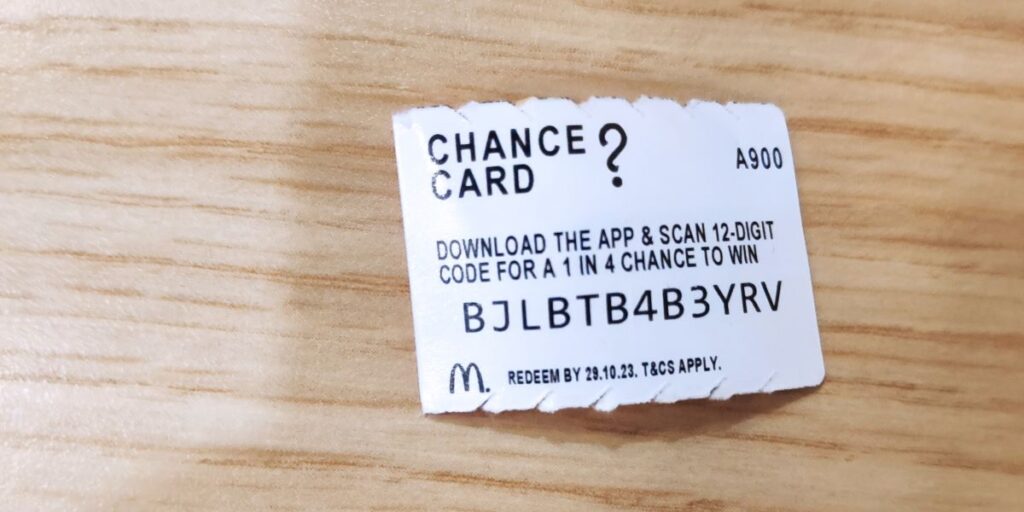 CHANCE ?
CARD
A900
DOWNLOAD THE APP & SCAN 12-DIGIT
CODE FOR A 1 IN 4 CHANCE TO WIN
BJLBTB4B3YRV
M. REDEEM BY 29.10.23. T&CS APPLY.